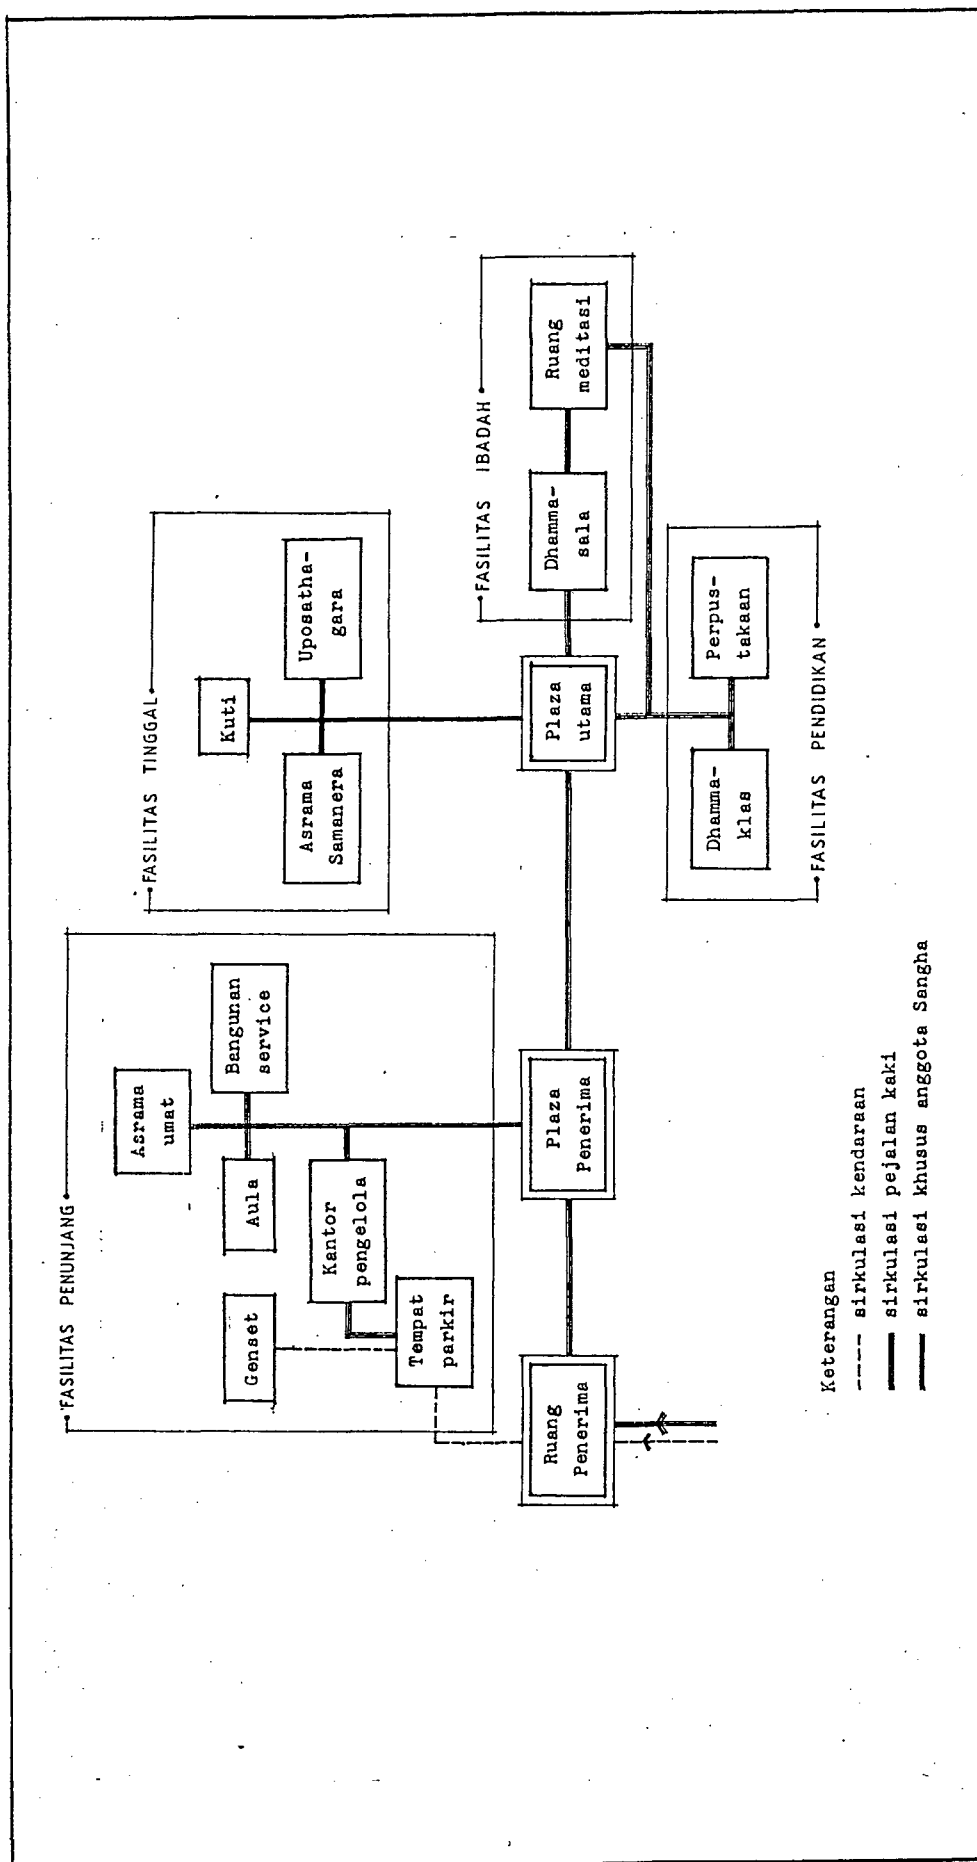 FASILITAS PENUNJANG
Asrama
umat
Aula
Bangunan
service
Genset
Kantor
pengelola
Tempat
parkir
FASILITAS TINGGAL
Kuti
Asrama
Samanera
Uposatha-
gara
FASILITAS IBADAH
Dhamma-
sala
Ruang
meditasi
Ruang
Penerima
Plaza
Penerima
Plaza
utama
Dhamma-
klas
Perpus-
takaan
FASILITAS PENDIDIKAN
Keterangan
sirkulasi kendaraan
sirkulasi pejalan kaki
sirkulasi khusus anggota Sangha